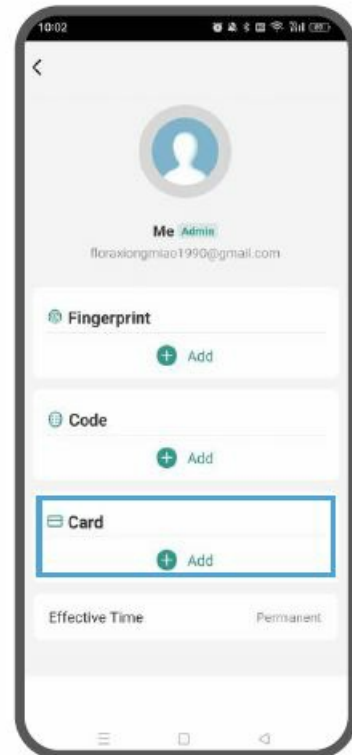 10:02
Me Admin
floraxiongmiao1990@gmail.com
Fingerprint
Add
Code
Add
Card
Add
Effective Time Permanent